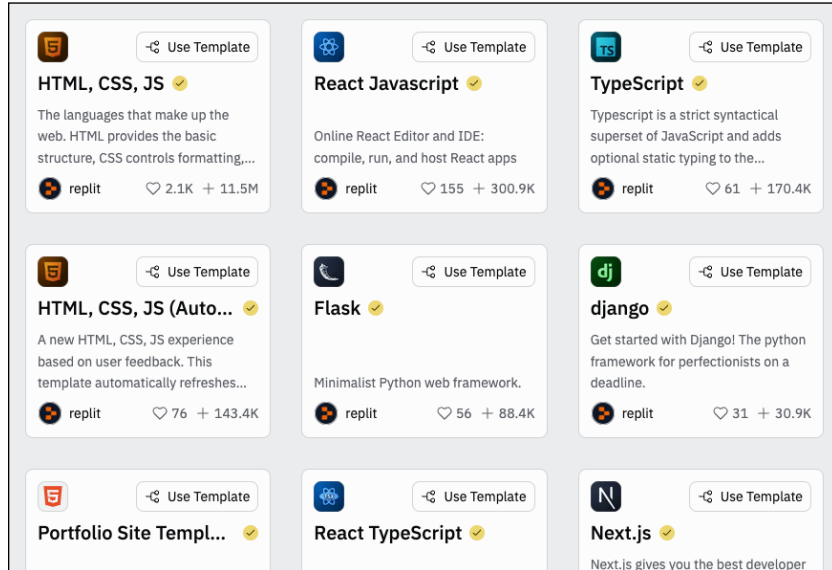 Use Template
HTML, CSS, JS
The languages that make up the
web. HTML provides the basic
structure, CSS controls formatting,...
replit 2.1K + 11.5M
Use Template
React Javascript
Online React Editor and IDE:
compile, run, and host React apps
replit 155 + 300.9K
TS
Use Template
TypeScript
Typescript is a strict syntactical
superset of JavaScript and adds
optional static typing to the...
replit 61 + 170.4K
Use Template
HTML, CSS, JS (Auto...
A new HTML, CSS, JS experience
based on user feedback. This
template automatically refreshes...
replit 76 + 143.4K
Use Template
Flask
Minimalist Python web framework.
replit 56 + 88.4K
dj
Use Template
django
Get started with Django! The python
framework for perfectionists on a
deadline.
replit 31 + 30.9K
5
Use Template
Portfolio Site Templ...
Use Template
React TypeScript
N
Use Template
Next.js
Next.js gives you the best developer